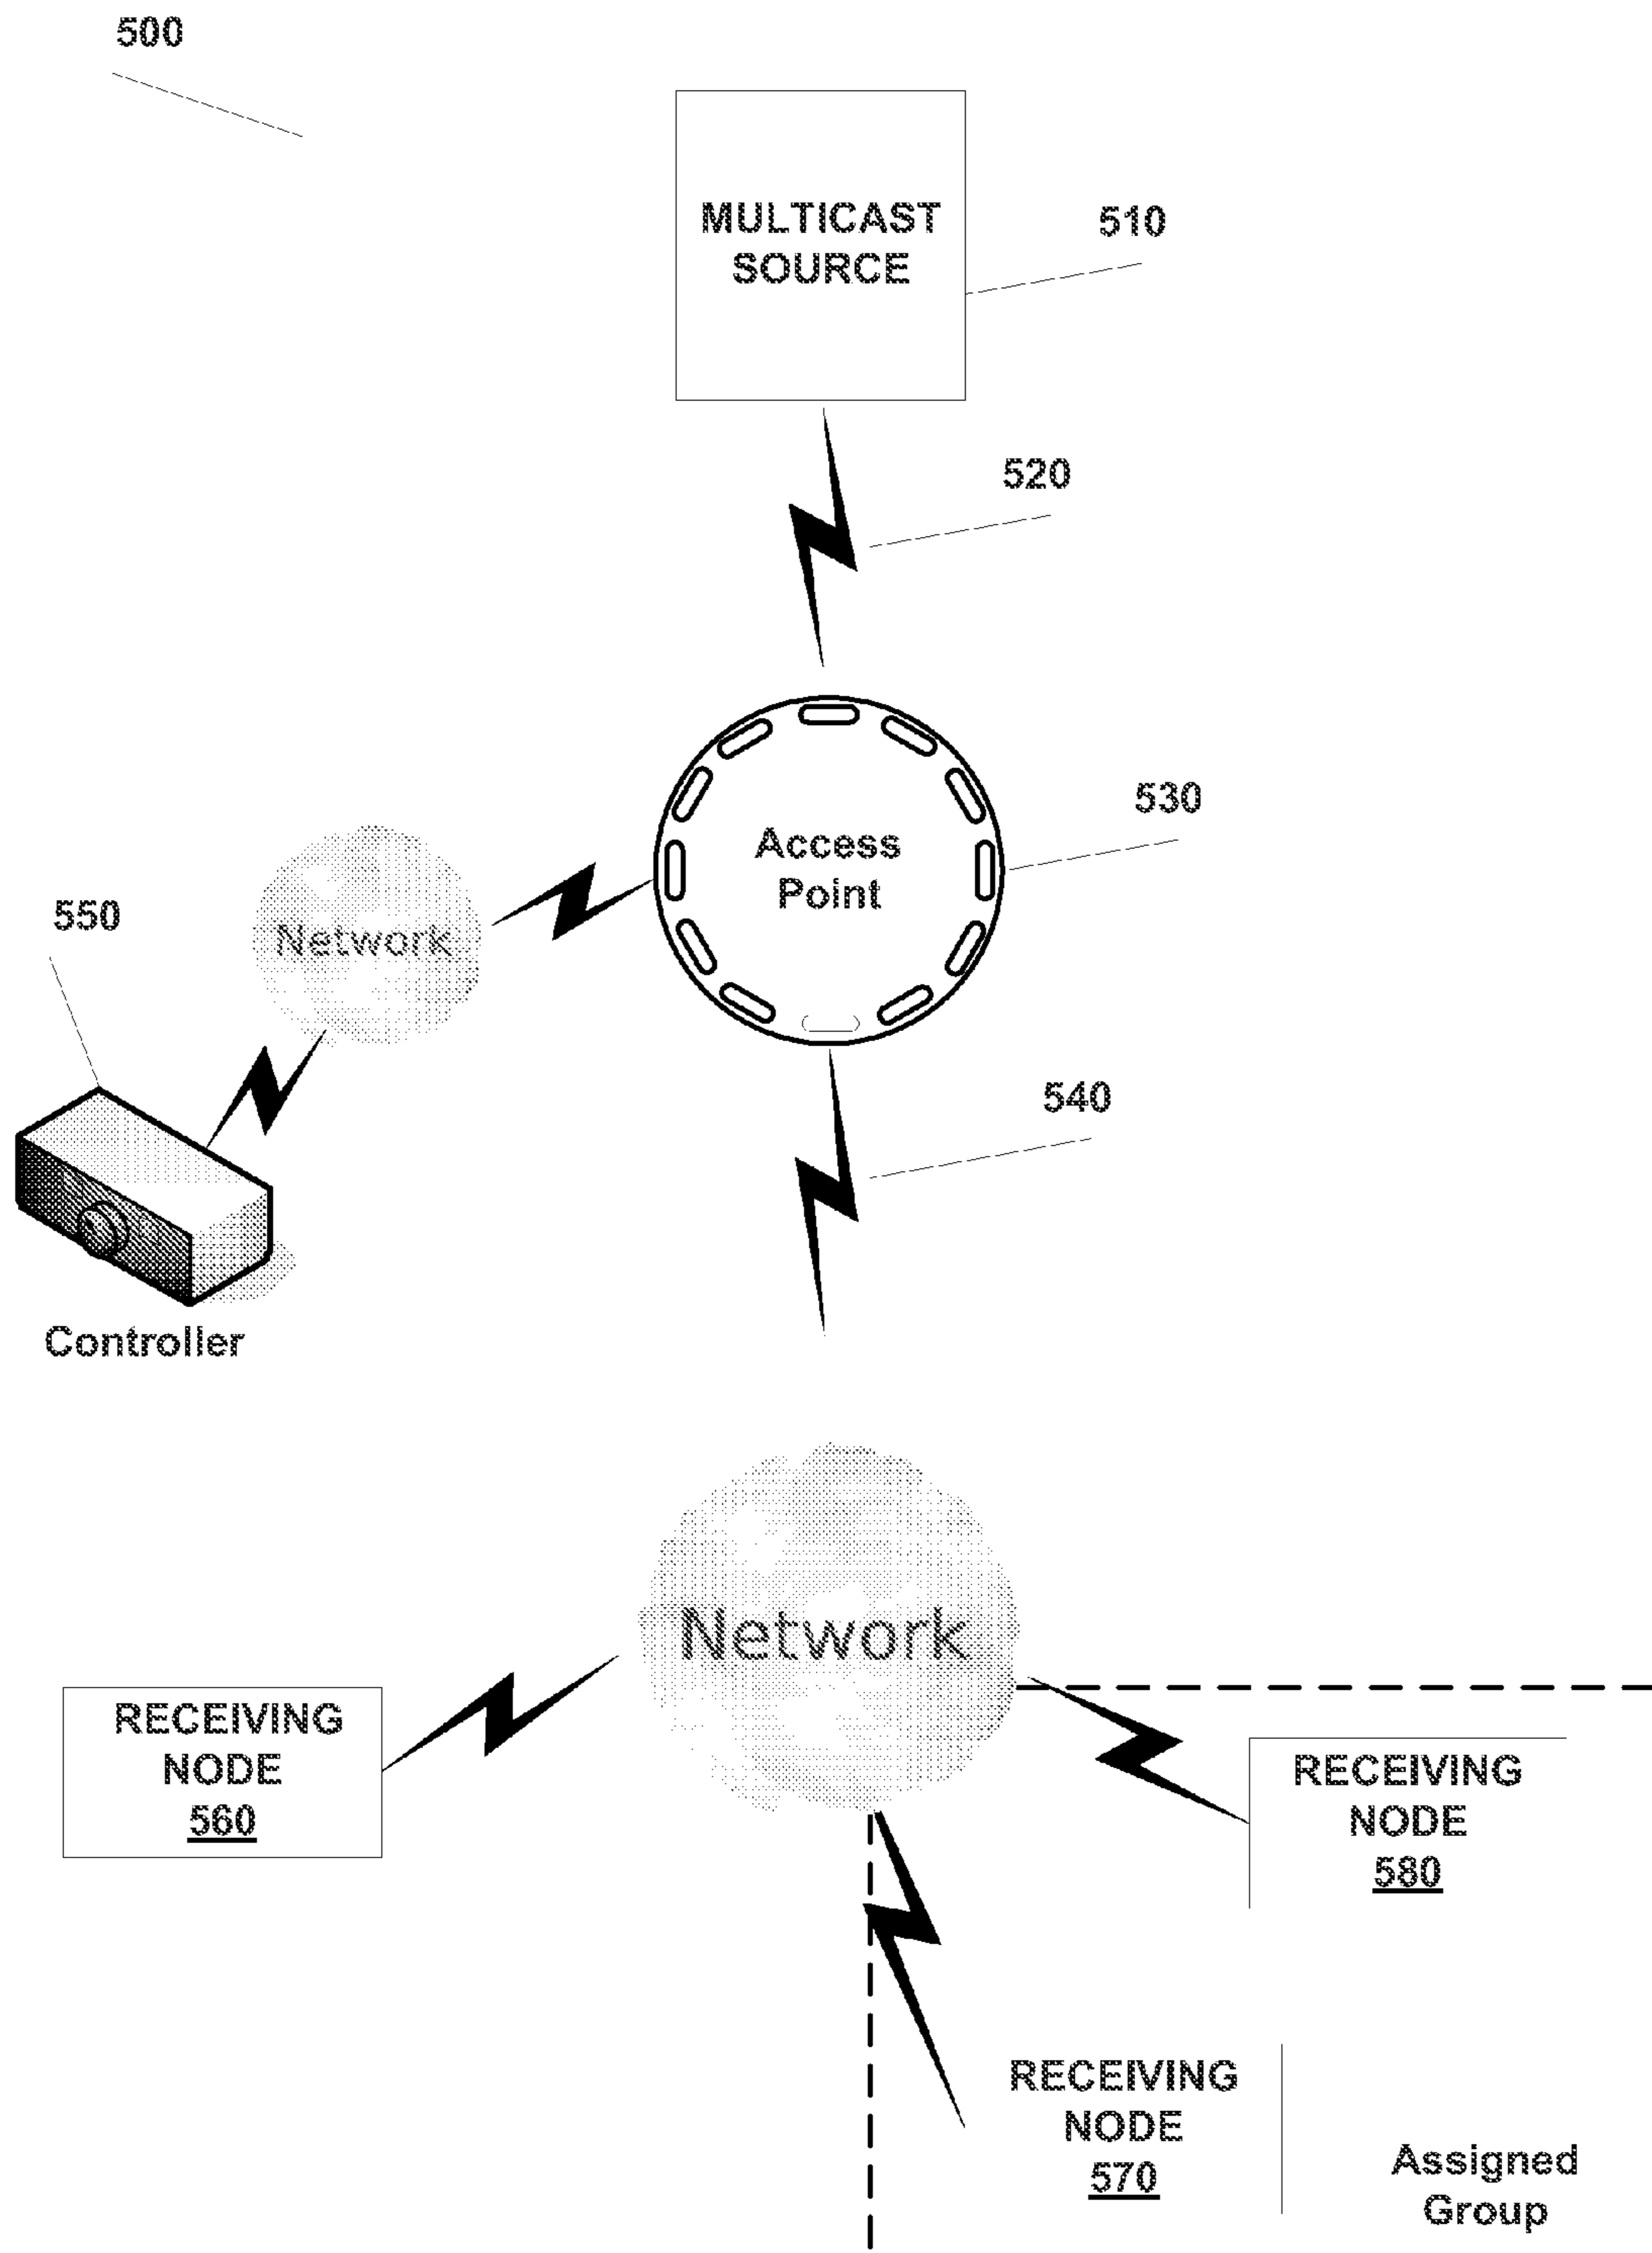 500
MULTICAST
SOURCE
510
520
530
Access
Point
550
Network
540
Controller
Network
RECEIVING
NODE
560
RECEIVING
NODE
580
RECEIVING
NODE
570
Assigned
Group